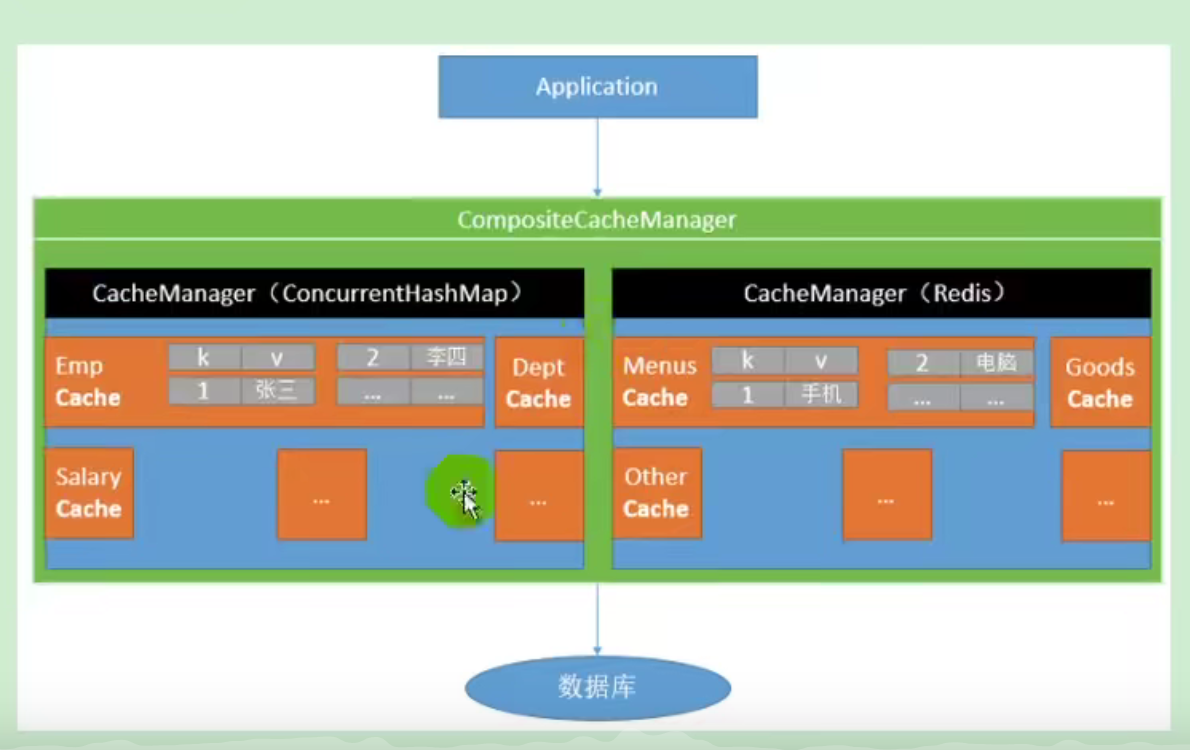 Application
CompositeCacheManager
CacheManager（ConcurrentHashMap）
Emp
Cache
k v
1 张三
2 李四
... ...
Dept
Cache
Salary
Cache
...
...
CacheManager（Redis）
Menus
Cache
k v
1 手机
2 电脑
... ...
Goods
Cache
Other
Cache
...
...
数据库